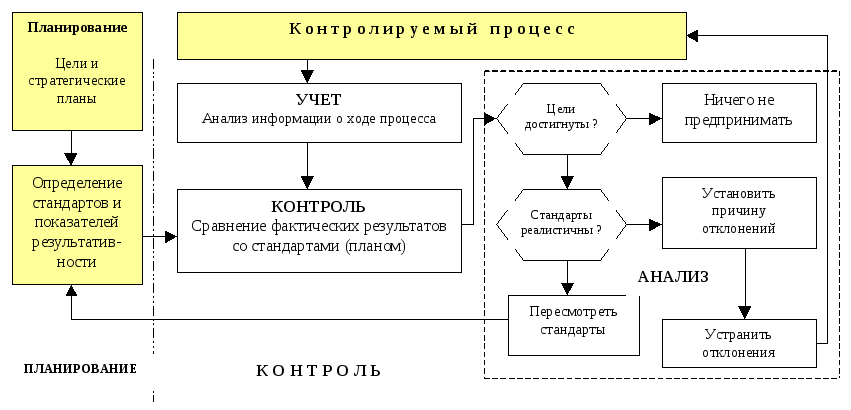 Планирование
Цели и
стратегические
планы
Контролируемый процесс
УЧЕТ
Анализ информации о ходе процесса
Цели
достигнуты ?
Ничего не
предпринимать
Определение
стандартов и
показателей
результатив-
ности
КОНТРОЛЬ
Сравнение фактических результатов
со стандартами (планом)
Стандарты
реалистичны ?
Установить
причину
отклонений
АНАЛИЗ
Пересмотреть
стандарты
Устранить
отклонения
ПЛАНИРОВАНИЕ
КОНТРОЛЬ